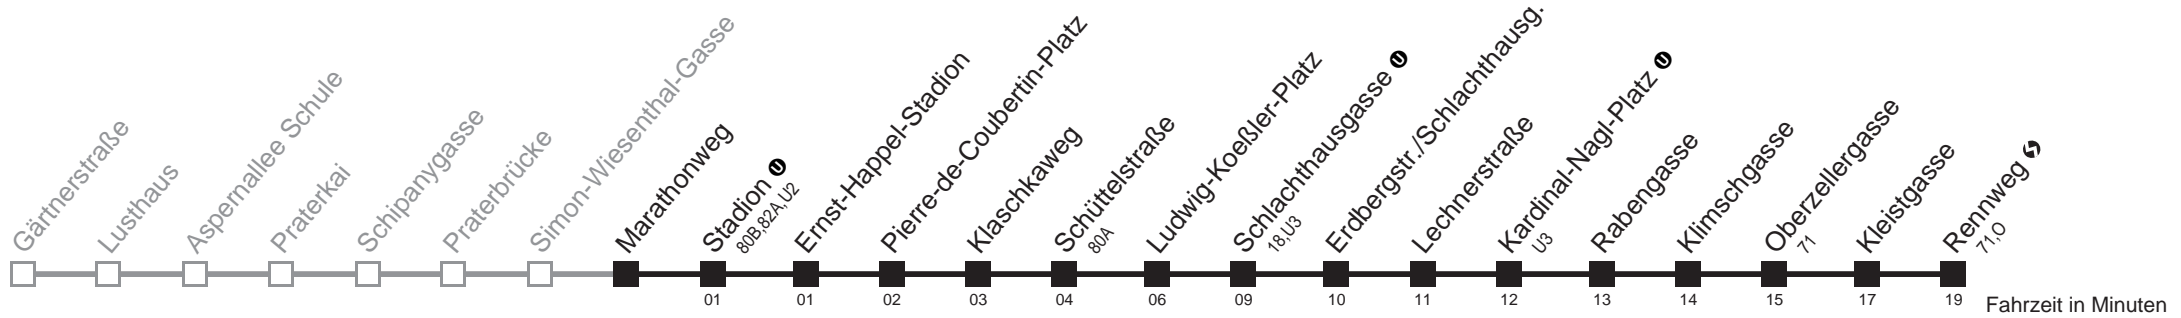 Gärtnerstraße
Lusthaus
Aspernallee Schule
Praterkai
Schipanygasse
Praterbrücke
Simon-Wiesenthal-Gasse
Marathonweg
Stadion U
80B,82A,U2
Ernst-Happel-Stadion
Pierre-de-Coubertin-Platz
Klaschkaweg
Schüttelstraße
80A
Ludwig-Koeßler-Platz
Schlachthausgasse U
18,U3
Erdbergstr./Schlachthausg.
Lechnerstraße
Kardinal-Nagl-Platz U
U3
Rabengasse
Klimschgasse
Oberzellergasse
71
Kleistgasse
Rennweg S
71,O
01 01 02 03 04 06 09 10 11 12 13 14 15 17 19 Fahrzeit in Minuten